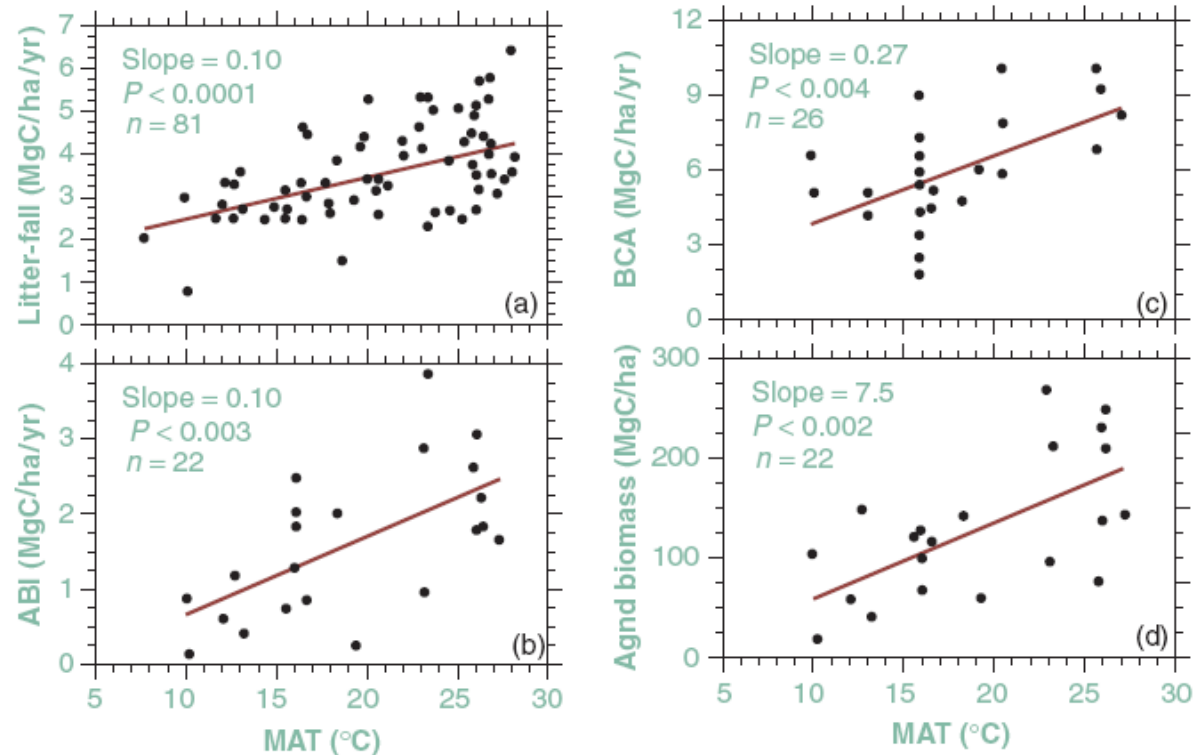 7
6
5
4
3
2
1
0
Litter-fall (MgC/ha/yr)
Slope = 0.10
P < 0.0001
n = 81
(a)
4
3
2
1
0
ABI (MgC/ha/yr)
Slope = 0.10
P < 0.003
n = 22
(b)
5 10 15 20 25 30
MAT (°C)
12
9
6
3
0
BCA (MgC/ha/yr)
Slope = 0.27
P < 0.004
n = 26
(c)
300
200
100
0
Agnd biomass (MgC/ha)
Slope = 7.5
P < 0.002
n = 22
(d)
5 10 15 20 25 30
MAT (°C)